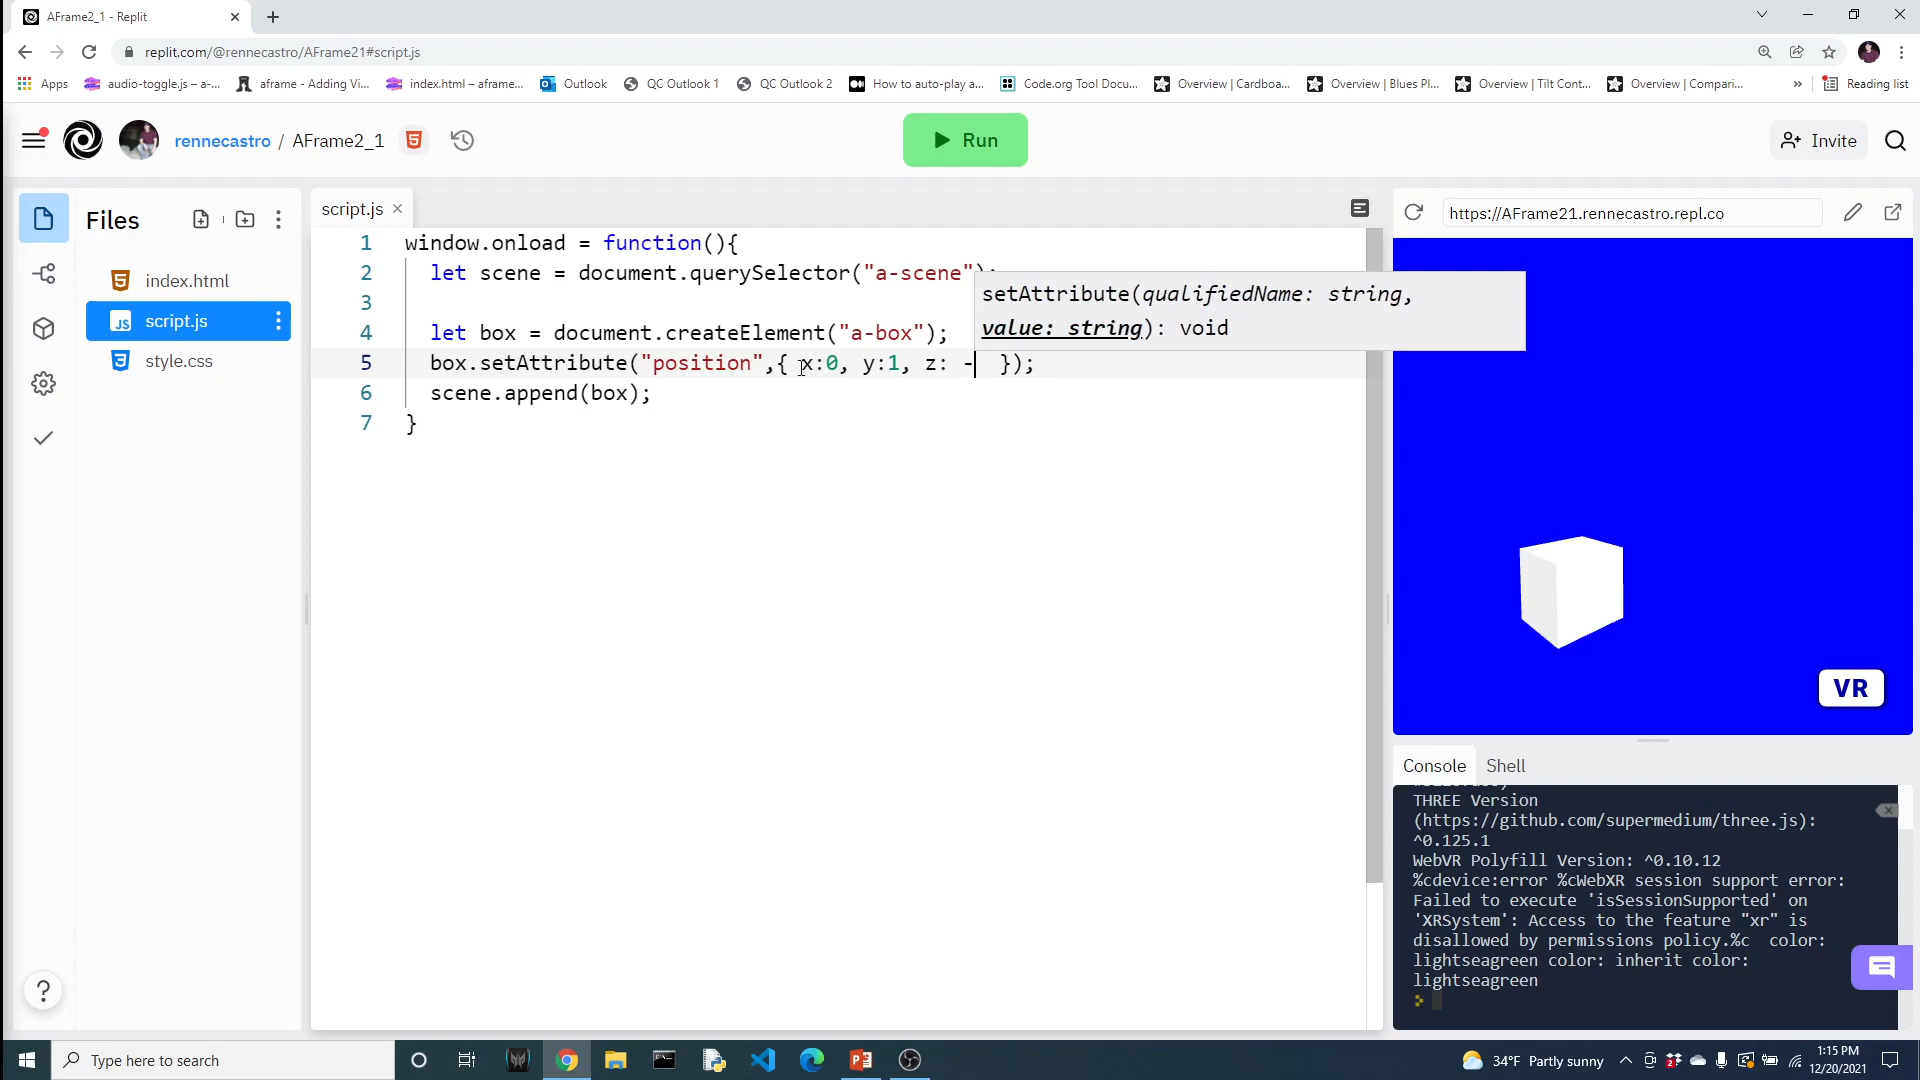 AFrame2_1 - Replit
replit.com/@rennecastro/AFrame21#script.js
Apps
audio-toggle.js – a-...
aframe - Adding Vi...
index.html – aframe...
Outlook
QC Outlook 1
QC Outlook 2
How to auto-play a...
Code.org Tool Docu...
Overview | Cardboa...
Overview | Blues Pl...
Overview | Tilt Cont...
Overview | Compari...
»
Reading list
rennecastro / AFrame2_1
Run
Invite
Files
index.html
script.js
style.css
script.js
1 window.onload = function(){
2 let scene = document.querySelector("a-scene");
3
4 let box = document.createElement("a-box");
5 box.setAttribute("position",{ x:0, y:1, z: - });
6 scene.append(box);
7 }
setAttribute(qualifiedName: string,
value: string): void
https://AFrame21.rennecastro.repl.co
VR
Console Shell
THREE Version
(https://github.com/supermedium/three.js):
^0.125.1
WebVR Polyfill Version: ^0.10.12
%cdevice:error %cWebXR session support error:
Failed to execute 'isSessionSupported' on
'XRSystem': Access to the feature "xr" is
disallowed by permissions policy.%c color:
lightseagreen color: inherit color:
lightseagreen
?
Type here to search
34°F Partly sunny
1:15 PM
12/20/2021